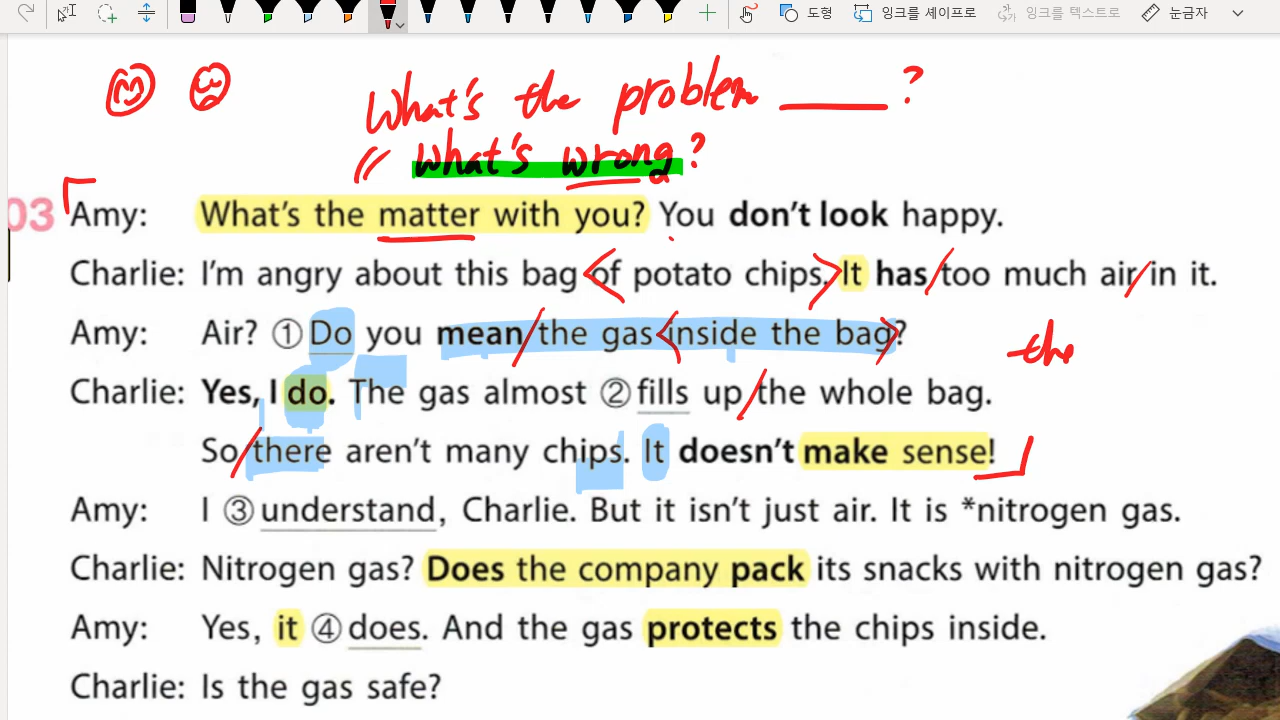 도형 잉크를 셰이프로 잉크를 텍스트로 눈금자
What's the problem ?
What's wrong?
03 Amy: What's the matter with you? You don't look happy.
Charlie: I'm angry about this bag of potato chips. It has too much air in it.
Amy: Air? ① Do you mean the gas inside the bag?
the
Charlie: Yes, I do. The gas almost ② fills up the whole bag.
So there aren't many chips. It doesn't make sense!
Amy: I ③ understand, Charlie. But it isn't just air. It is *nitrogen gas.
Charlie: Nitrogen gas? Does the company pack its snacks with nitrogen gas?
Amy: Yes, it ④ does. And the gas protects the chips inside.
Charlie: Is the gas safe?